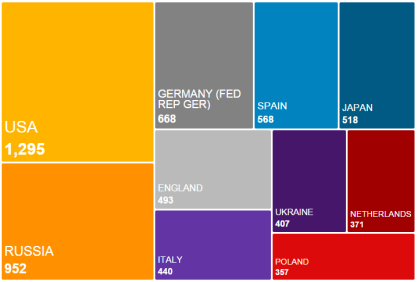 USA
1,295
RUSSIA
952
GERMANY (FED
REP GER)
668
SPAIN
568
JAPAN
518
ENGLAND
493
ITALY
440
UKRAINE
407
NETHERLANDS
371
POLAND
357